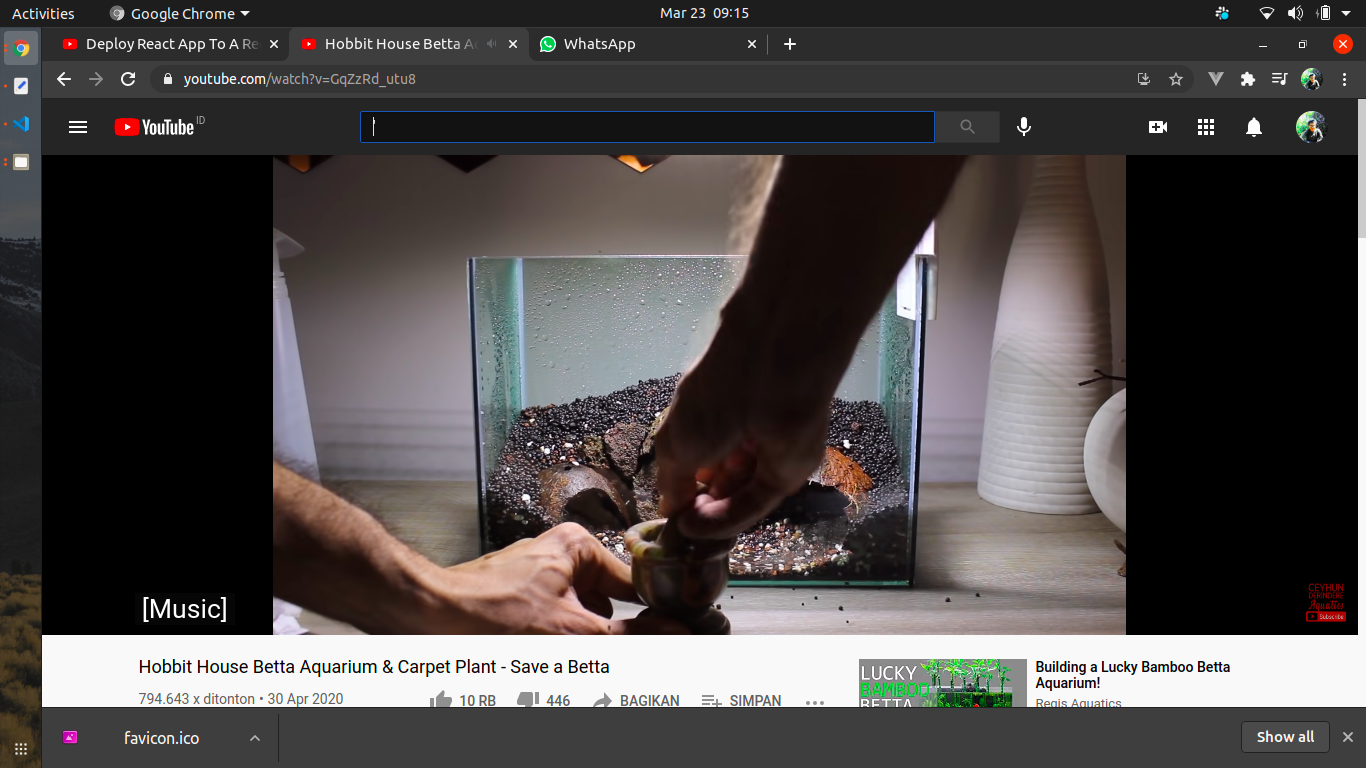 Activities
Google Chrome
Mar 23 09:15
Deploy React App To A Re
Hobbit House Betta Ac
WhatsApp
youtube.com/watch?v=GqZzRd_utu8
YouTube ID
[Music]
CEYHUN
DERİNDERE
Aquatics
Subscribe
Hobbit House Betta Aquarium & Carpet Plant - Save a Betta
794.643 x ditonton • 30 Apr 2020
10 RB
446
BAGIKAN
SIMPAN
LUCKY
BAMBOO
BETTA
Building a Lucky Bamboo Betta
Aquarium!
Regis Aquatics
favicon.ico
Show all